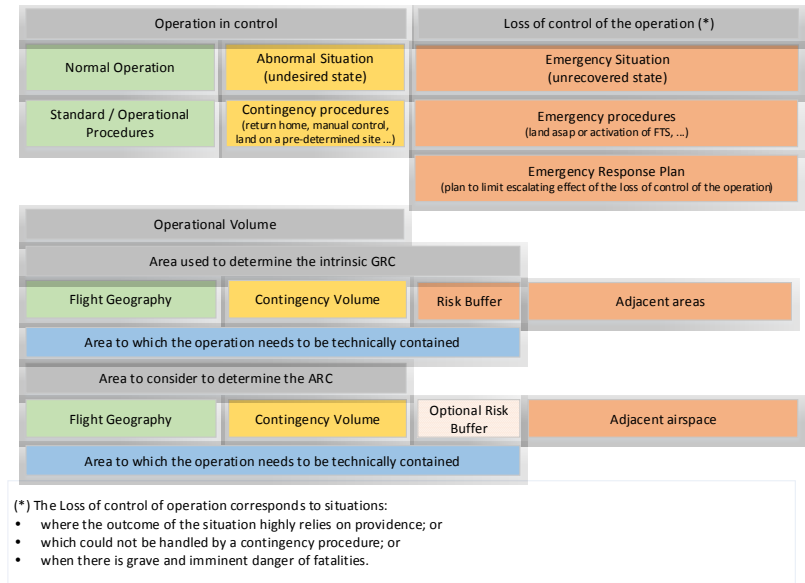 Operation in control
Loss of control of the operation (*)
Normal Operation
Abnormal Situation
(undesired state)
Emergency Situation
(unrecovered state)
Standard / Operational
Procedures
Contingency procedures
(return home, manual control,
land on a pre-determined site ...)
Emergency procedures
(land asap or activation of FTS, ...)
Emergency Response Plan
(plan to limit escalating effect of the loss of control of the operation)
Operational Volume
Area used to determine the intrinsic GRC
Flight Geography
Contingency Volume
Risk Buffer
Adjacent areas
Area to which the operation needs to be technically contained
Area to consider to determine the ARC
Flight Geography
Contingency Volume
Optional Risk
Buffer
Adjacent airspace
Area to which the operation needs to be technically contained
(*) The Loss of control of operation corresponds to situations:
• where the outcome of the situation highly relies on providence; or
• which could not be handled by a contingency procedure; or
• when there is grave and imminent danger of fatalities.